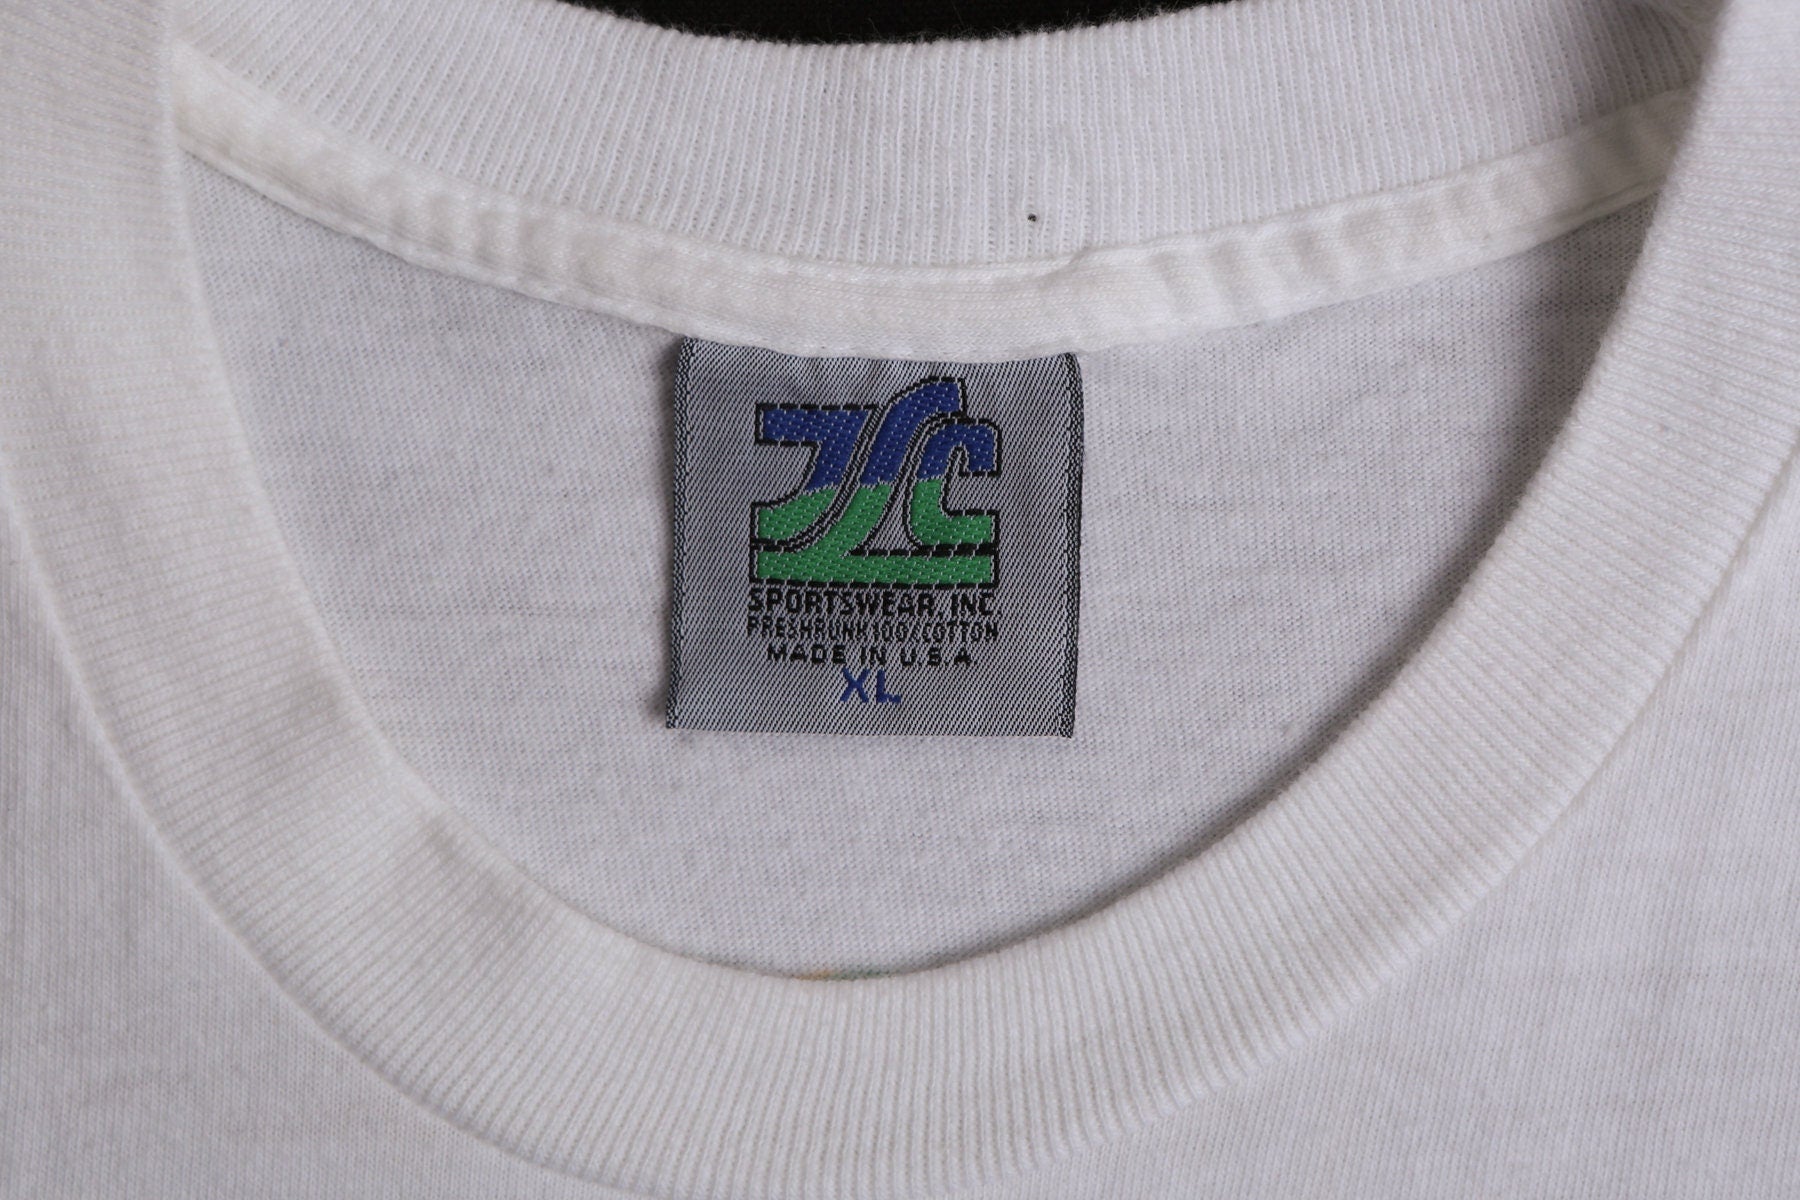 SPORTSWEAR, INC.
PRESHRUNK 100% COTTON
MADE IN U.S.A.
XL